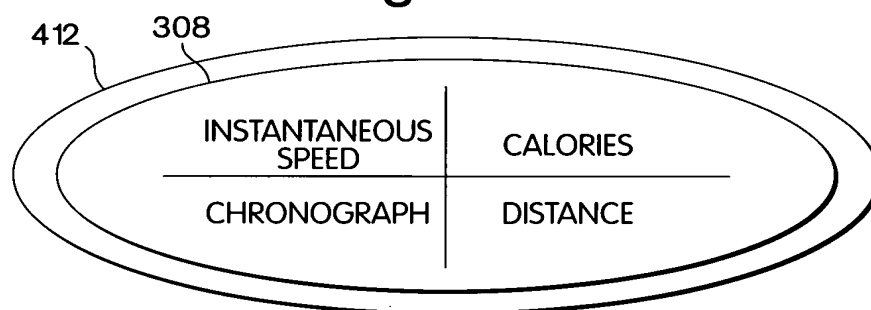 412
308
INSTANTANEOUS
SPEED
CALORIES
CHRONOGRAPH
DISTANCE